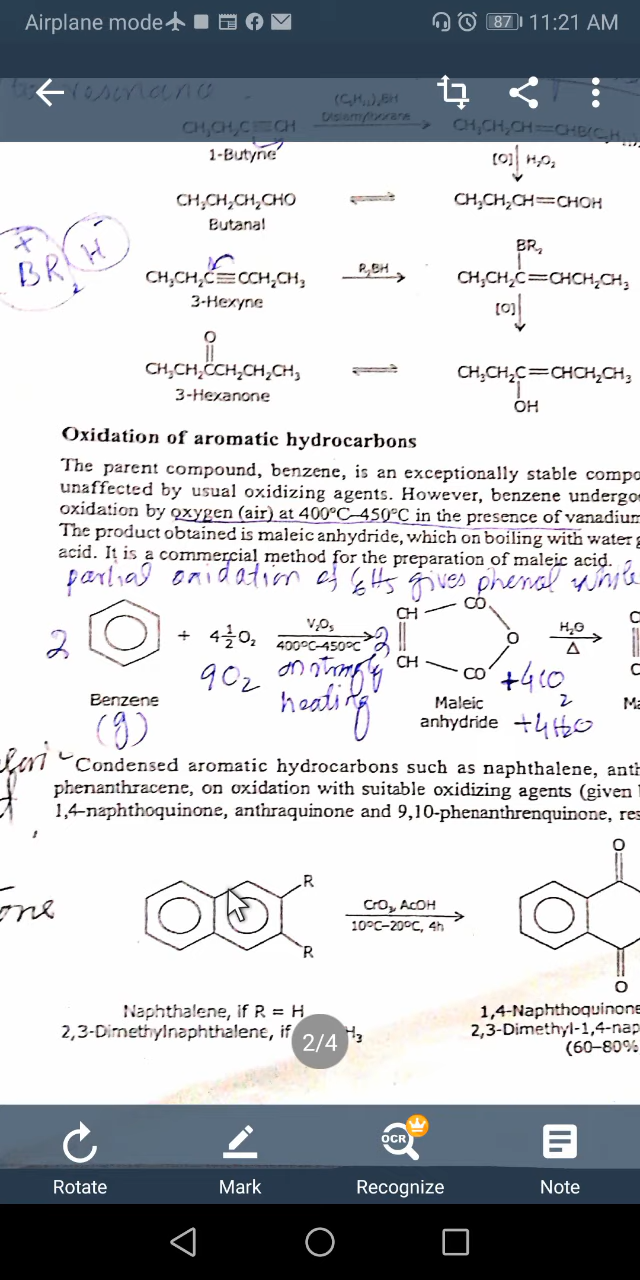 Airplane mode 87 11:21 AM
resonance
(C₅H₁₁)₂BH
CH₃CH₂C≡CH Disiamylborane CH₃CH₂CH=CHB(C₅H₁₁)₂
1-Butyne [O] H₂O₂
CH₃CH₂CH₂CHO ⇌ CH₃CH₂CH=CHOH
Butanal
+ H⁻
BR₂
BR₂
CH₃CH₂C≡CCH₂CH₃ R₂BH CH₃CH₂C=CHCH₂CH₃
3-Hexyne [O]
O
CH₃CH₂CCH₂CH₂CH₃ ⇌ CH₃CH₂C=CHCH₂CH₃
3-Hexanone OH
Oxidation of aromatic hydrocarbons
The parent compound, benzene, is an exceptionally stable compo
unaffected by usual oxidizing agents. However, benzene undergo
oxidation by oxygen (air) at 400°C–450°C in the presence of vanadium
The product obtained is maleic anhydride, which on boiling with water g
acid. It is a commercial method for the preparation of maleic acid.
partial oxidation of C6H5 gives phenol while
2 + 4½O₂ V₂O₅ 400°C–450°C 2 CH CO O CH CO H₂O Δ
9O₂ on strongly heating +4CO₂
Benzene Maleic
(g) anhydride +4H₂O
Condensed aromatic hydrocarbons such as naphthalene, anth
phenanthracene, on oxidation with suitable oxidizing agents (given
1,4-naphthoquinone, anthraquinone and 9,10-phenanthrenquinone, res
one
R O
CrO₃, AcOH
10°C–20°C, 4h
R O
Naphthalene, if R = H 1,4-Naphthoquinone
2,3-Dimethylnaphthalene, if H₃ 2,3-Dimethyl-1,4-nap
2/4
(60–80%
OCR
Rotate Mark Recognize Note